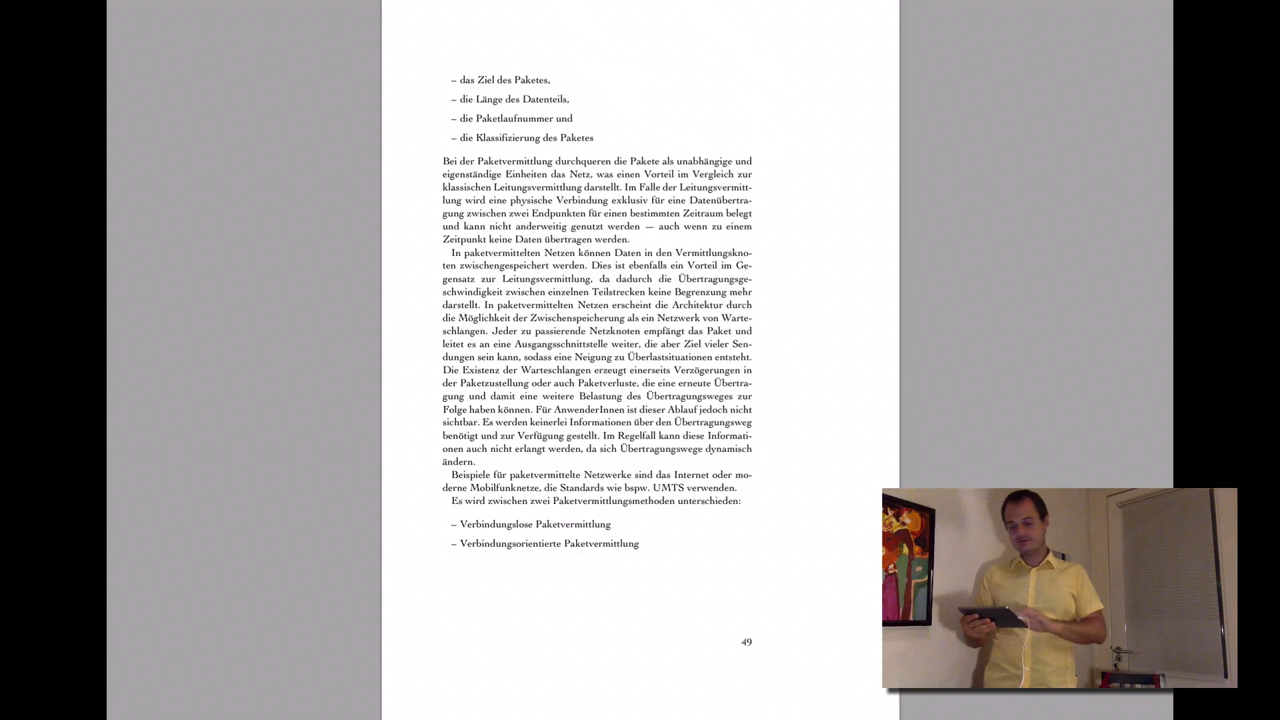 – das Ziel des Paketes,
– die Länge des Datenteils,
– die Paketlaufnummer und
– die Klassifizierung des Paketes
Bei der Paketvermittlung durchqueren die Pakete als unabhängige und
eigenständige Einheiten das Netz, was einen Vorteil im Vergleich zur
klassischen Leitungsvermittlung darstellt. Im Falle der Leitungsvermitt-
lung wird eine physische Verbindung exklusiv für eine Datenübertra-
gung zwischen zwei Endpunkten für einen bestimmten Zeitraum belegt
und kann nicht anderweitig genutzt werden — auch wenn zu einem
Zeitpunkt keine Daten übertragen werden.
In paketvermittelten Netzen können Daten in den Vermittlungskno-
ten zwischengespeichert werden. Dies ist ebenfalls ein Vorteil im Ge-
gensatz zur Leitungsvermittlung, da dadurch die Übertragungsge-
schwindigkeit zwischen einzelnen Teilstrecken keine Begrenzung mehr
darstellt. In paketvermittelten Netzen erscheint die Architektur durch
die Möglichkeit der Zwischenspeicherung als ein Netzwerk von Warte-
schlangen. Jeder zu passierende Netzknoten empfängt das Paket und
leitet es an eine Ausgangsschnittstelle weiter, die aber Ziel vieler Sen-
dungen sein kann, sodass eine Neigung zu Überlastsituationen entsteht.
Die Existenz der Warteschlangen erzeugt einerseits Verzögerungen in
der Paketzustellung oder auch Paketverluste, die eine erneute Übertra-
gung und damit eine weitere Belastung des Übertragungsweges zur
Folge haben können. Für AnwenderInnen ist dieser Ablauf jedoch nicht
sichtbar. Es werden keinerlei Informationen über den Übertragungsweg
benötigt und zur Verfügung gestellt. Im Regelfall kann diese Informati-
onen auch nicht erlangt werden, da sich Übertragungswege dynamisch
ändern.
Beispiele für paketvermittelte Netzwerke sind das Internet oder mo-
derne Mobilfunknetze, die Standards wie bspw. UMTS verwenden.
Es wird zwischen zwei Paketvermittlungsmethoden unterschieden:
– Verbindungslose Paketvermittlung
– Verbindungsorientierte Paketvermittlung
49